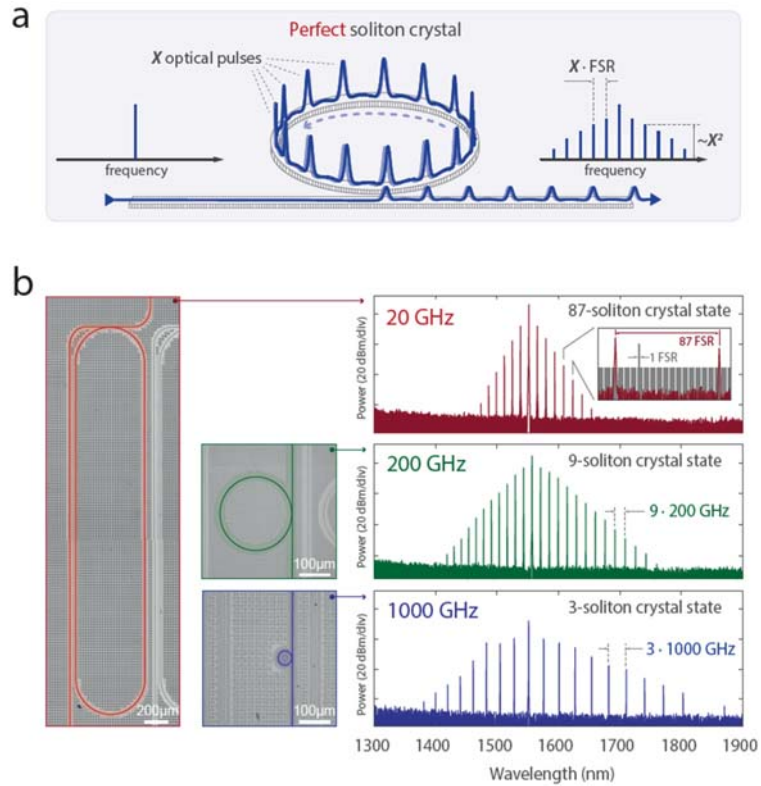 a
Perfect soliton crystal
X optical pulses
X · FSR
~X²
frequency
frequency
b
20 GHz
87-soliton crystal state
87 FSR
1 FSR
Power (20 dBm/div)
200 GHz
9-soliton crystal state
9 · 200 GHz
Power (20 dBm/div)
100μm
1000 GHz
3-soliton crystal state
3 · 1000 GHz
Power (20 dBm/div)
200μm
100μm
1300 1400 1500 1600 1700 1800 1900
Wavelength (nm)